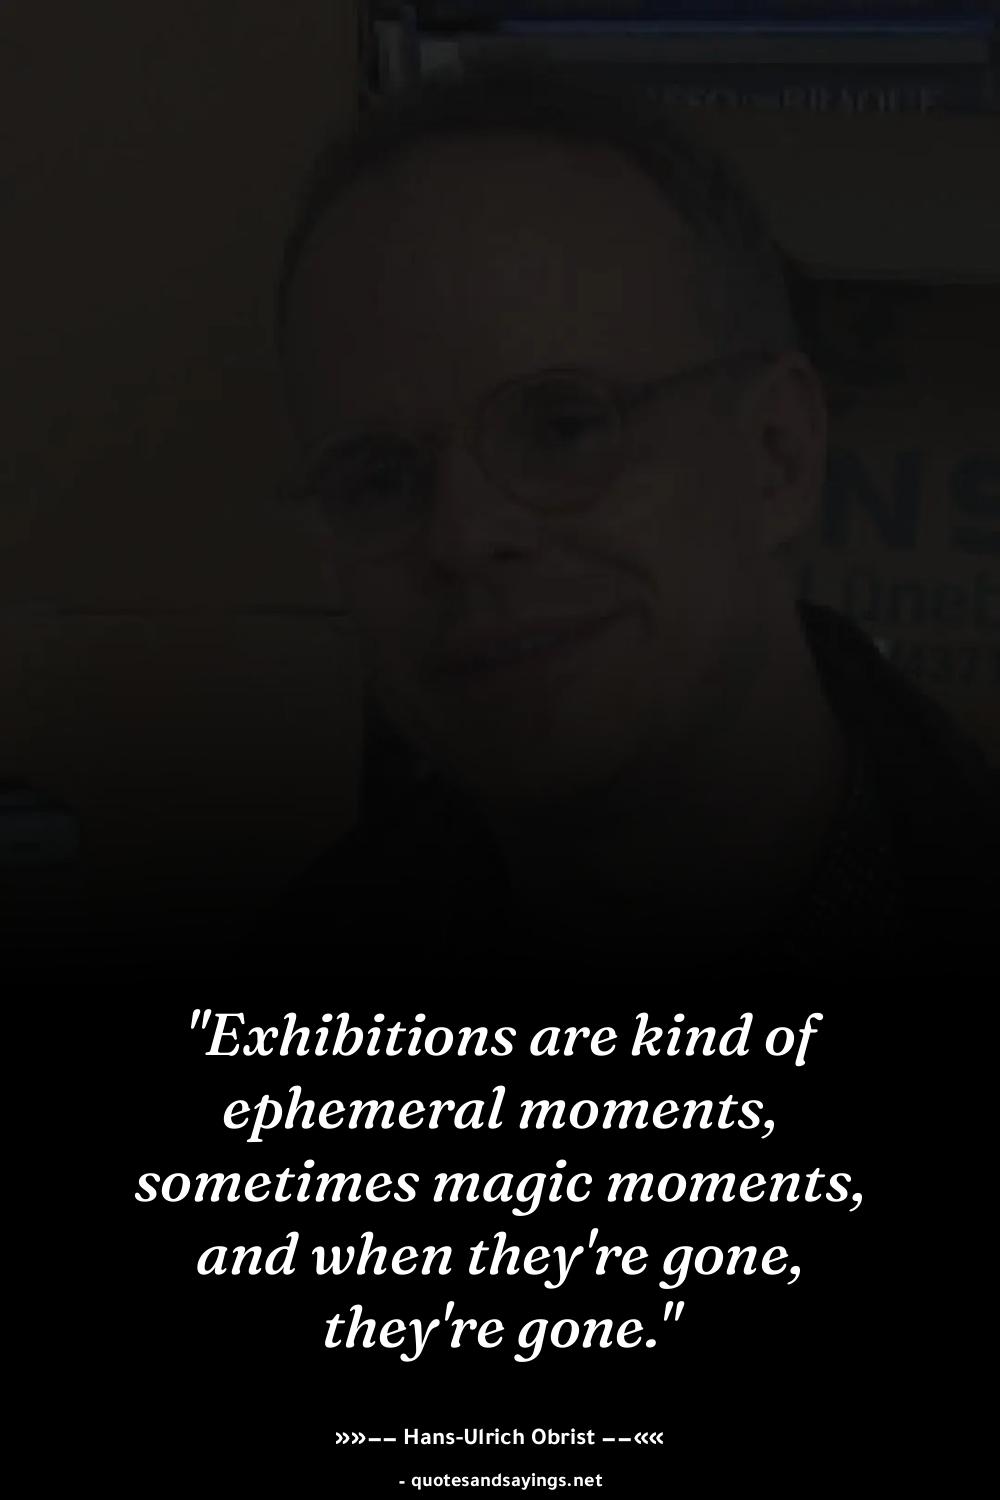 "Exhibitions are kind of
ephemeral moments,
sometimes magic moments,
and when they're gone,
they're gone."
»»–– Hans-Ulrich Obrist ––««
- quotesandsayings.net